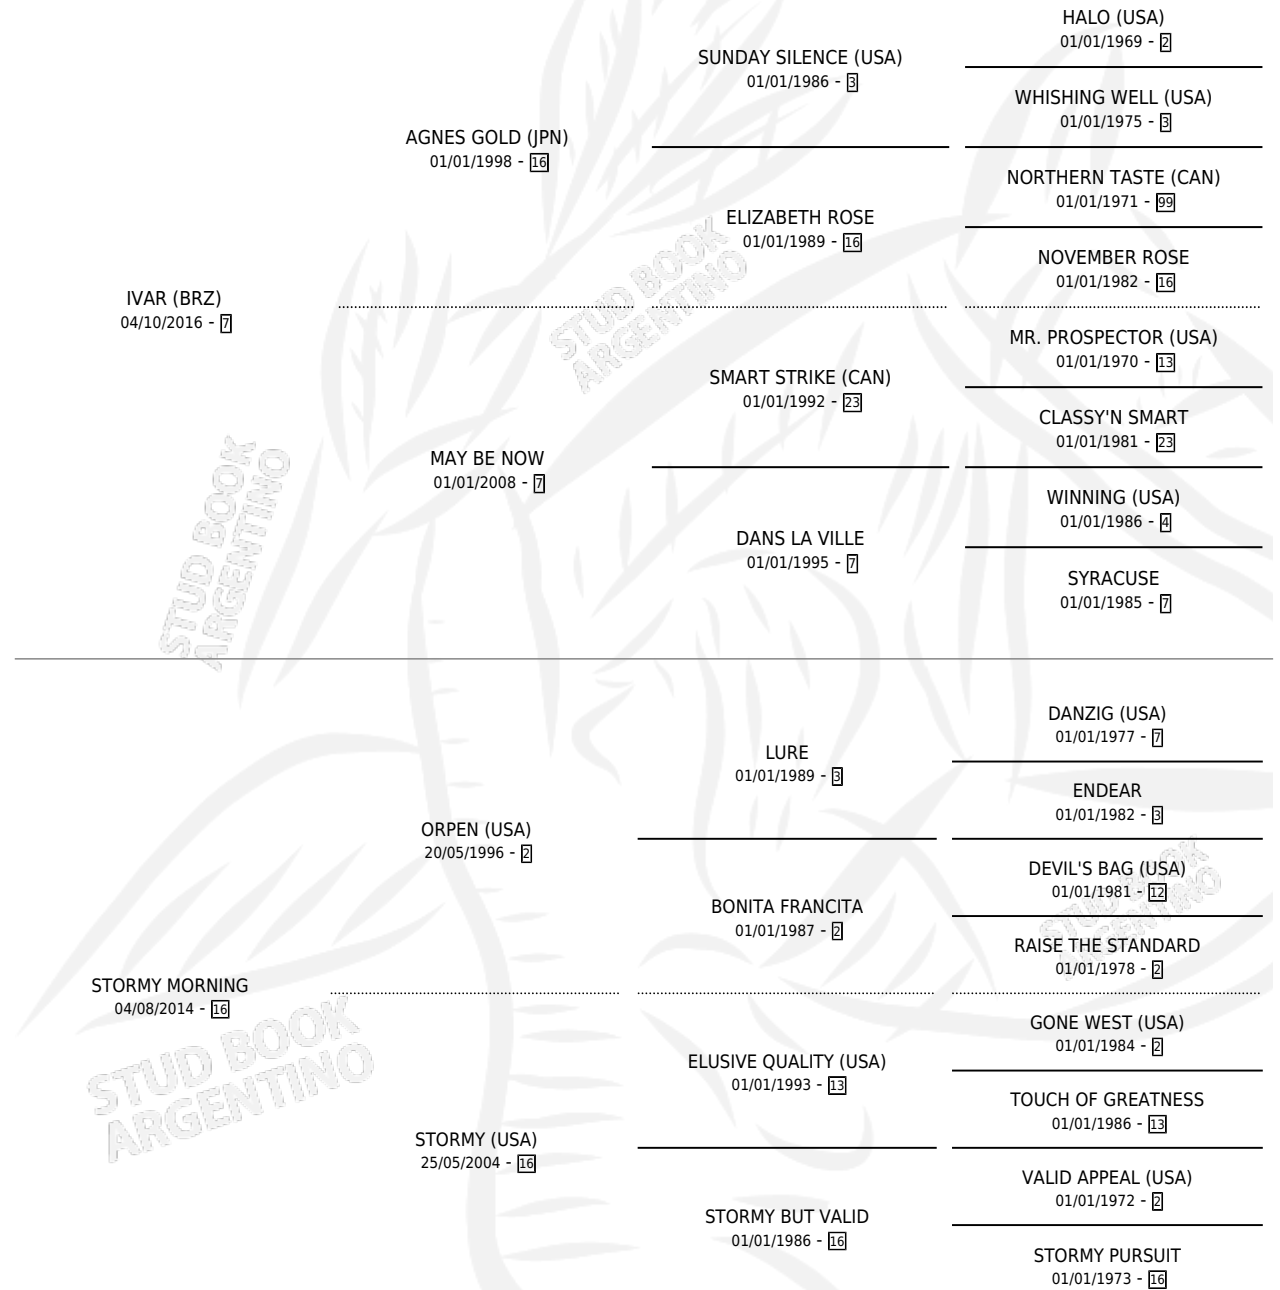 HALO (USA)
01/01/1969 - 2
SUNDAY SILENCE (USA)
01/01/1986 - 3
WHISHING WELL (USA)
01/01/1975 - 3
AGNES GOLD (JPN)
01/01/1998 - 16
NORTHERN TASTE (CAN)
01/01/1971 - 99
ELIZABETH ROSE
01/01/1989 - 16
NOVEMBER ROSE
01/01/1982 - 16
IVAR (BRZ)
04/10/2016 - 7
MR. PROSPECTOR (USA)
01/01/1970 - 13
SMART STRIKE (CAN)
01/01/1992 - 23
CLASSY'N SMART
01/01/1981 - 23
MAY BE NOW
01/01/2008 - 7
WINNING (USA)
01/01/1986 - 4
DANS LA VILLE
01/01/1995 - 7
SYRACUSE
01/01/1985 - 7
STUD BOOK
ARGENTINO
STUD BOOK
ARGENTINO
DANZIG (USA)
01/01/1977 - 7
LURE
01/01/1989 - 3
ENDEAR
01/01/1982 - 3
ORPEN (USA)
20/05/1996 - 2
DEVIL'S BAG (USA)
01/01/1981 - 12
BONITA FRANCITA
01/01/1987 - 2
RAISE THE STANDARD
01/01/1978 - 2
STORMY MORNING
04/08/2014 - 16
GONE WEST (USA)
01/01/1984 - 2
ELUSIVE QUALITY (USA)
01/01/1993 - 13
TOUCH OF GREATNESS
01/01/1986 - 13
STORMY (USA)
25/05/2004 - 16
VALID APPEAL (USA)
01/01/1972 - 2
STORMY BUT VALID
01/01/1986 - 16
STORMY PURSUIT
01/01/1973 - 16
STUD BOOK
ARGENTINO
STUD BOOK
ARGENTINO